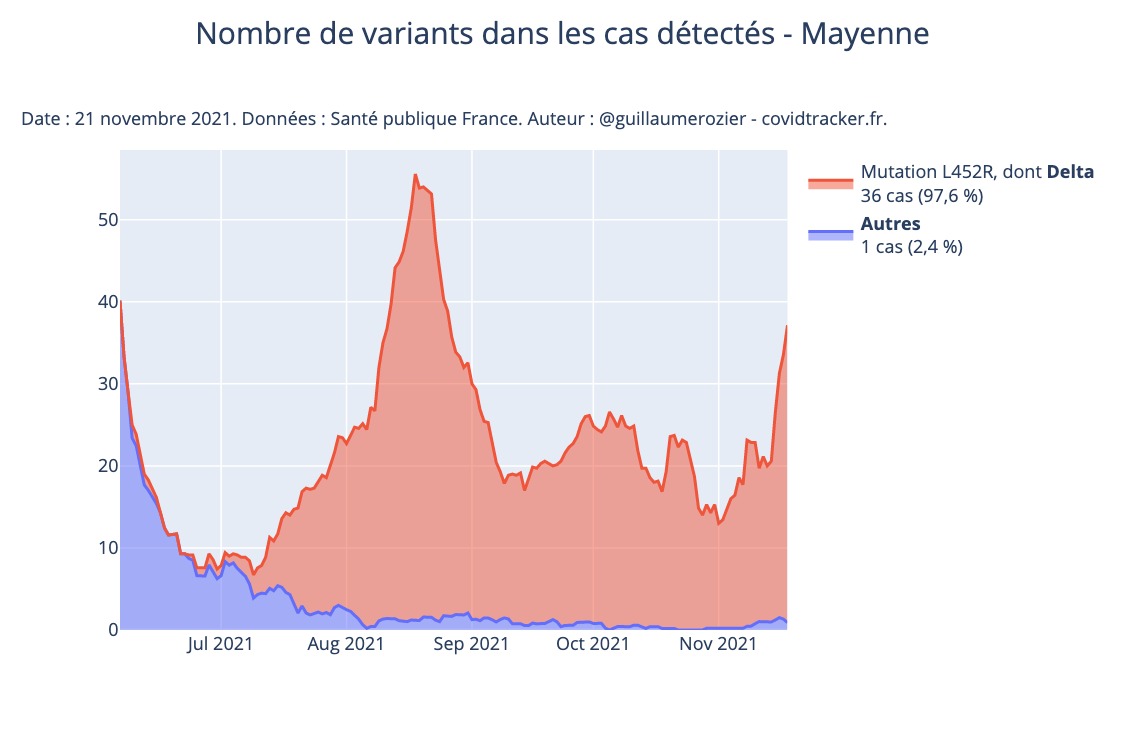 Nombre de variants dans les cas détectés - Mayenne
Date : 21 novembre 2021. Données : Santé publique France. Auteur : @guillaumerozier - covidtracker.fr.
Mutation L452R, dont Delta
36 cas (97,6 %)
Autres
1 cas (2,4 %)
50
40
30
20
10
0
Jul 2021 Aug 2021 Sep 2021 Oct 2021 Nov 2021